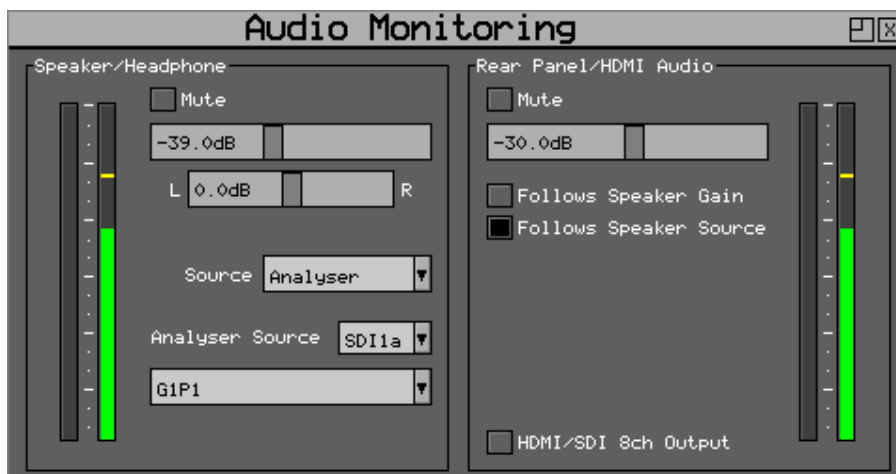 Audio Monitoring
Speaker/Headphone
Mute
-39.0dB
L 0.0dB R
Source Analyser
Analyser Source SDI1a
G1P1
Rear Panel/HDMI Audio
Mute
-30.0dB
Follows Speaker Gain
Follows Speaker Source
HDMI/SDI 8ch Output